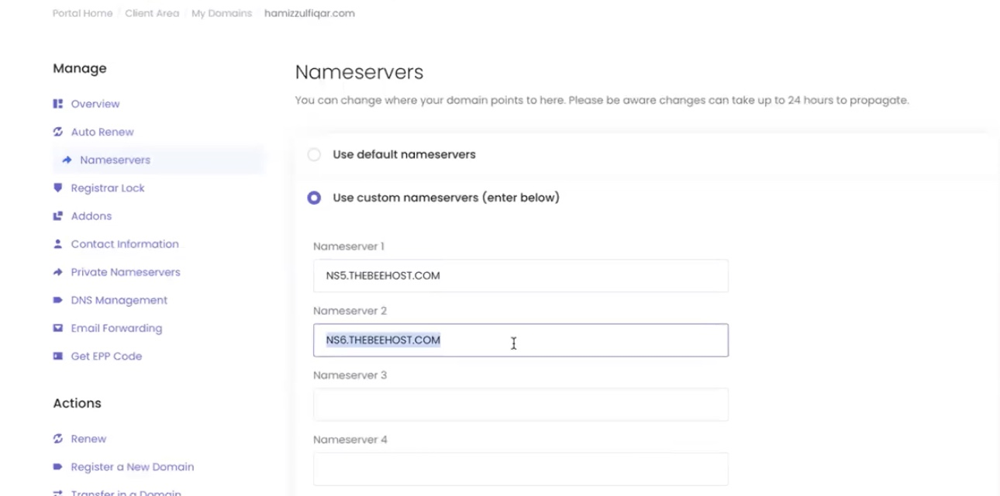 Portal Home / Client Area / My Domains / hamizzulfiqar.com
Manage
Overview
Auto Renew
Nameservers
Registrar Lock
Addons
Contact Information
Private Nameservers
DNS Management
Email Forwarding
Get EPP Code
Actions
Renew
Register a New Domain
Transfer in a Domain
Nameservers
You can change where your domain points to here. Please be aware changes can take up to 24 hours to propagate.
Use default nameservers
Use custom nameservers (enter below)
Nameserver 1
NS5.THEBEEHOST.COM
Nameserver 2
NS6.THEBEEHOST.COM
Nameserver 3
Nameserver 4